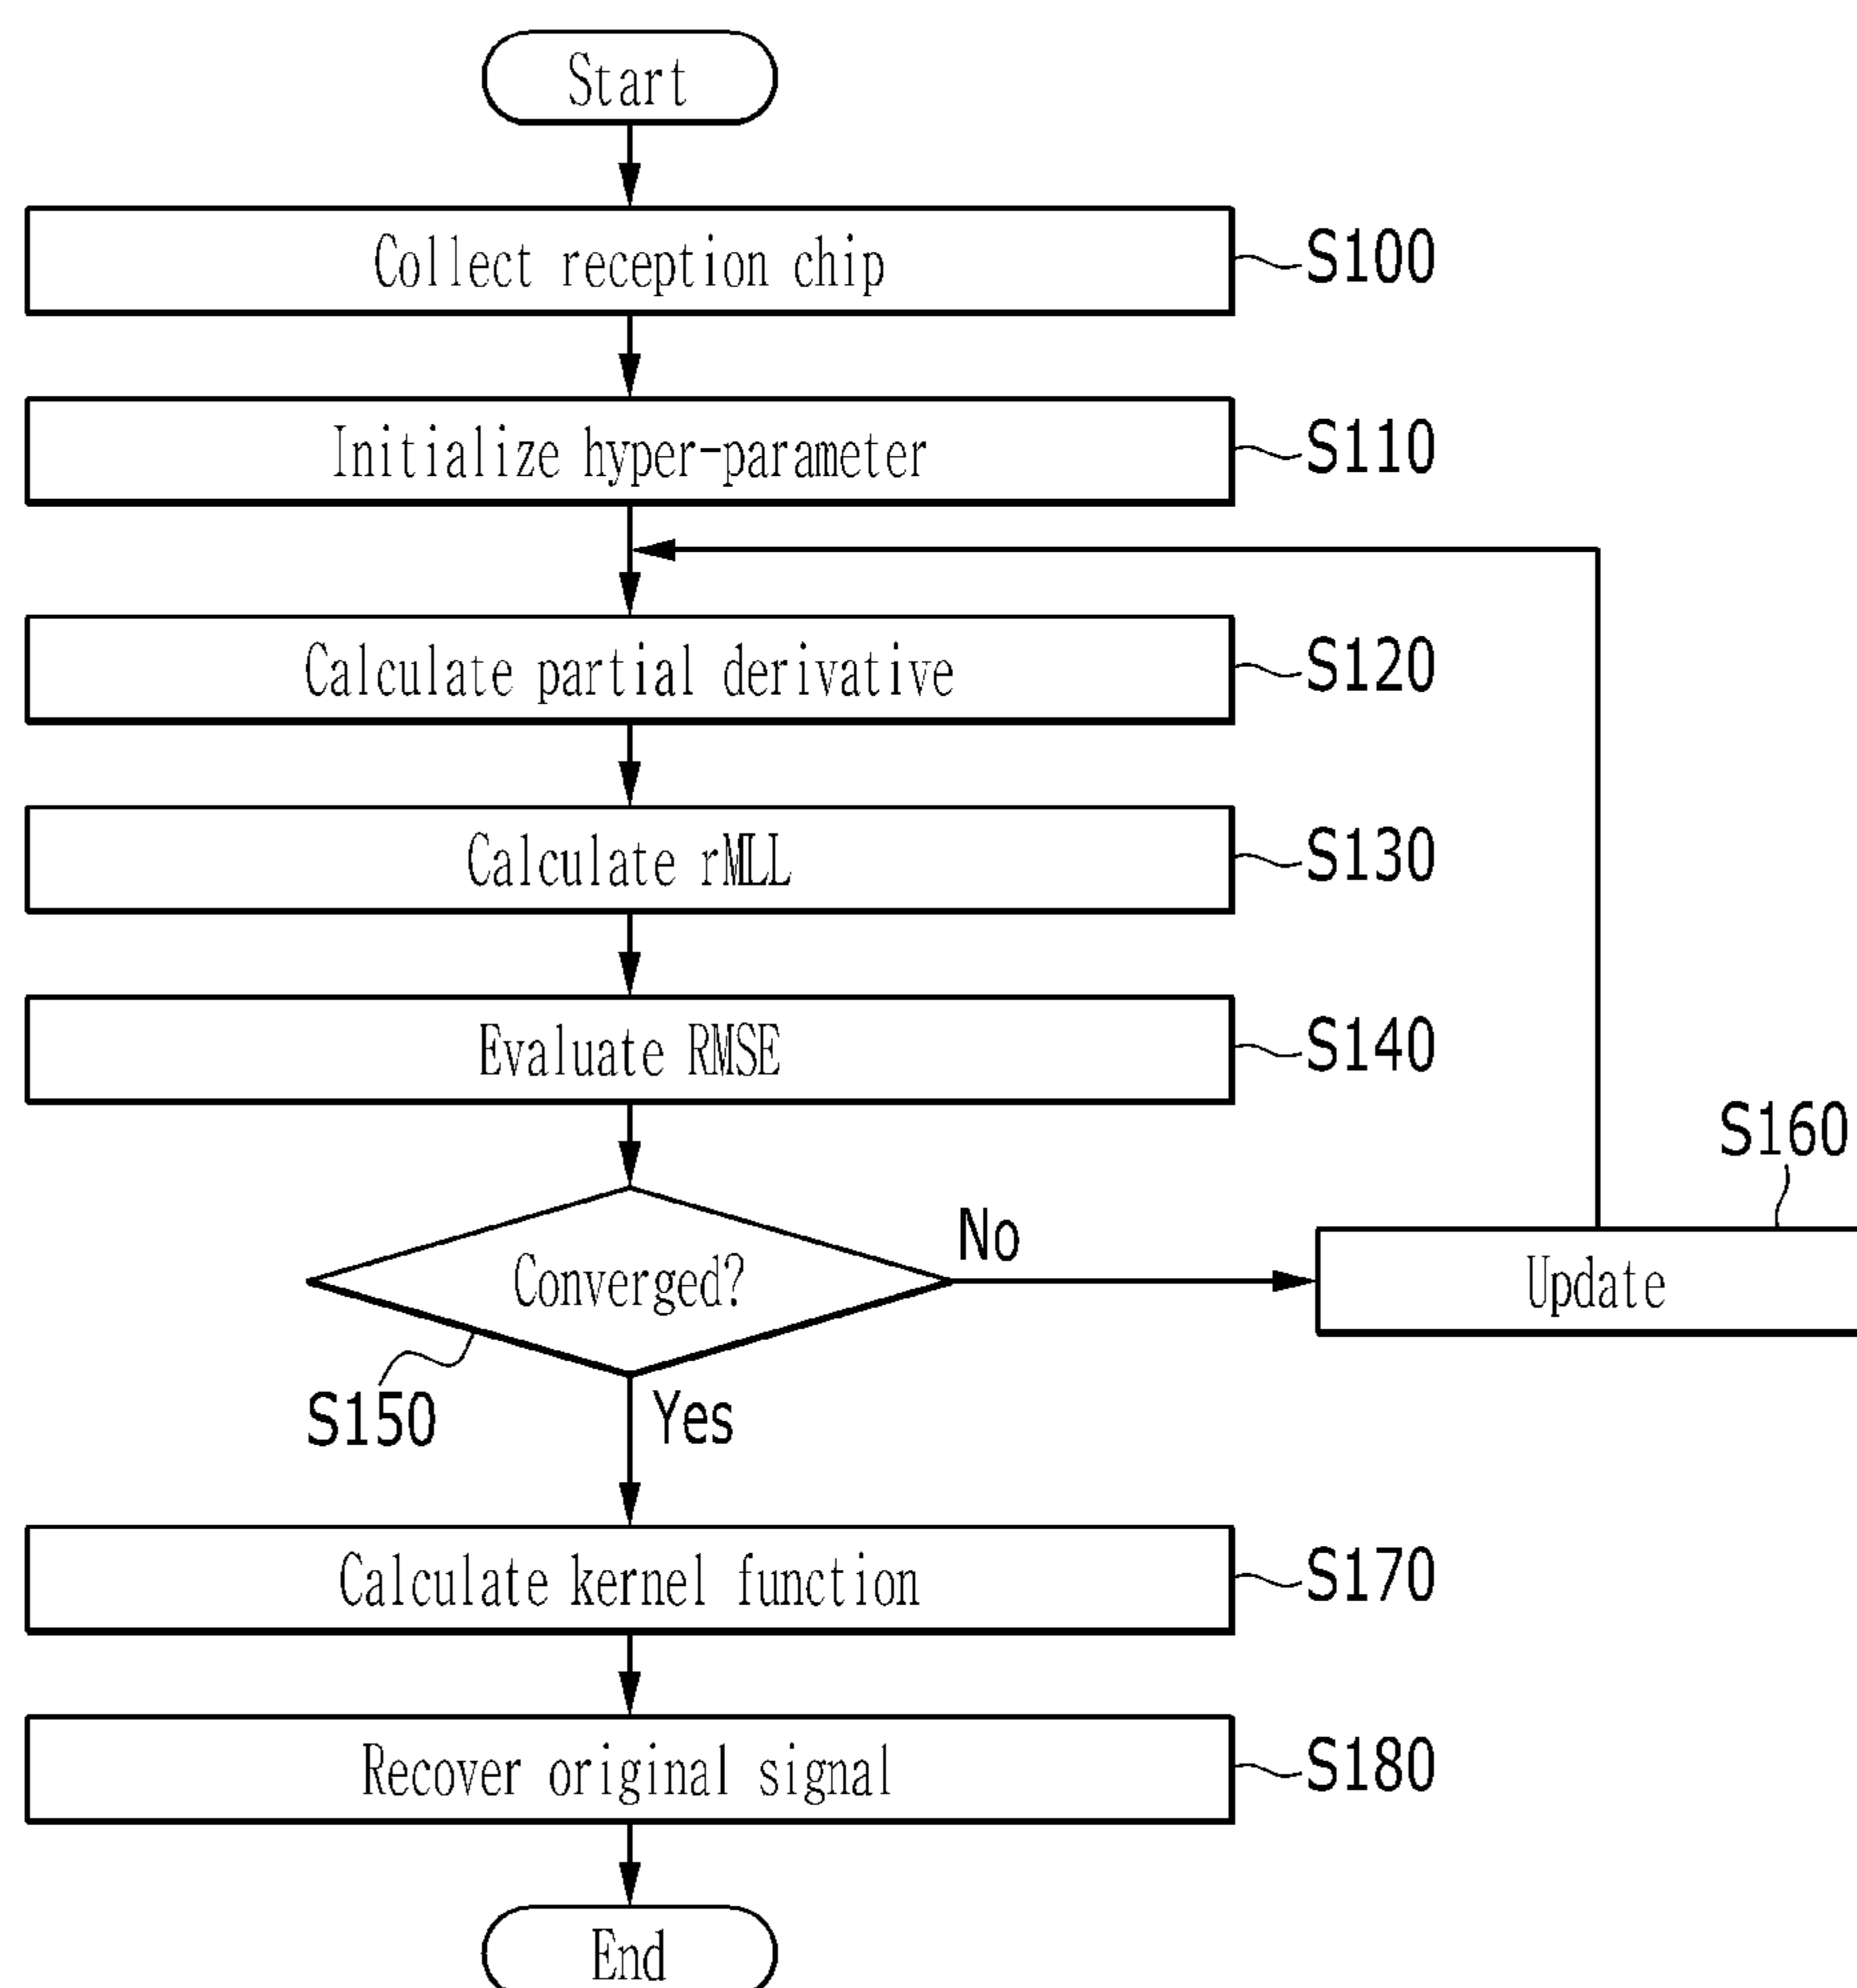 Start
Collect reception chip
S100
Initialize hyper-parameter
S110
Calculate partial derivative
S120
Calculate rMLL
S130
Evaluate RMSE
S140
S160
No
Converged?
Update
S150
Yes
Calculate kernel function
S170
Recover original signal
S180
End